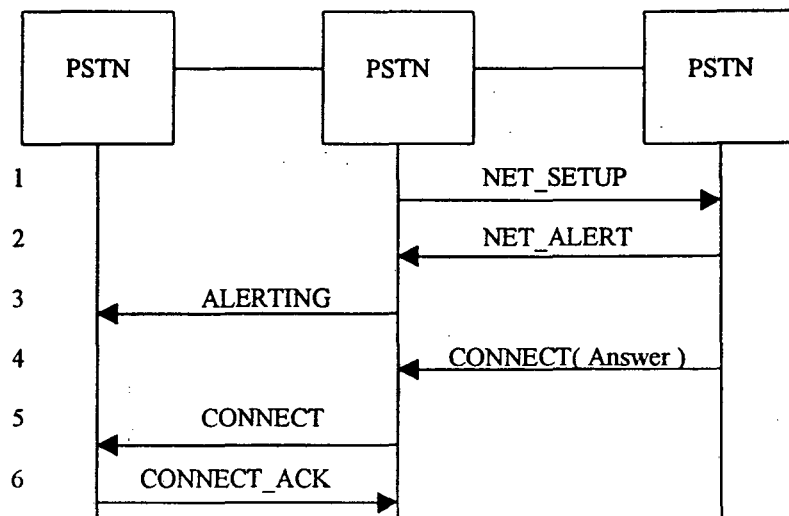 PSTN PSTN PSTN
1 NET_SETUP
2 NET_ALERT
3 ALERTING
4 CONNECT( Answer )
5 CONNECT
6 CONNECT_ACK